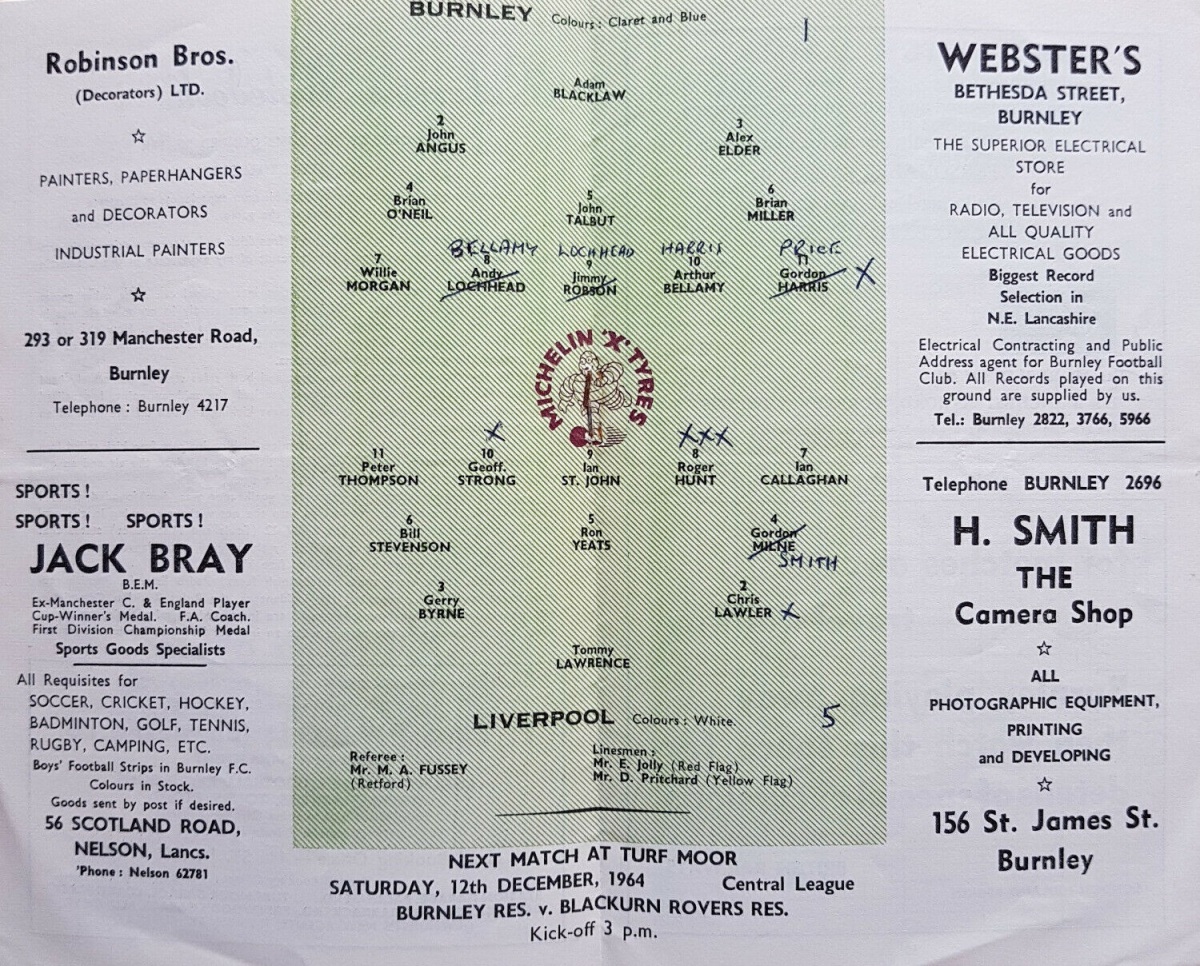 Robinson Bros.
(Decorators) LTD.
☆
PAINTERS, PAPERHANGERS
and DECORATORS
INDUSTRIAL PAINTERS
☆
293 or 319 Manchester Road,
Burnley
Telephone : Burnley 4217
SPORTS !
SPORTS ! SPORTS !
JACK BRAY
B.E.M.
Ex-Manchester C. & England Player
Cup-Winner's Medal. F.A. Coach.
First Division Championship Medal
Sports Goods Specialists
All Requisites for
SOCCER, CRICKET, HOCKEY,
BADMINTON, GOLF, TENNIS,
RUGBY, CAMPING, ETC.
Boys' Football Strips in Burnley F.C.
Colours in Stock.
Goods sent by post if desired.
56 SCOTLAND ROAD,
NELSON, Lancs.
'Phone : Nelson 62781
BURNLEY Colours : Claret and Blue 1
Adam
BLACKLAW
2 3
John Alex
ANGUS ELDER
4 5 6
Brian John Brian
O'NEIL TALBUT MILLER
BELLAMY LOCHHEAD HARRIS PRICE
7 8 9 10 11
Willie Andy Jimmy Arthur Gordon X
MORGAN LOCHHEAD ROBSON BELLAMY HARRIS
MICHELIN 'X' TYRES
X XXX
11 10 9 8 7
Peter Geoff. Ian Roger Ian
THOMPSON STRONG ST. JOHN HUNT CALLAGHAN
6 5 4
Bill Ron Gordon
STEVENSON YEATS MILNE
SMITH
3 2
Gerry Chris
BYRNE LAWLER X
Tommy
LAWRENCE
LIVERPOOL Colours : White. 5
Referee :
Mr. M. A. FUSSEY
(Retford)
Linesmen :
Mr. E. Jolly (Red Flag)
Mr. D. Pritchard (Yellow Flag)
NEXT MATCH AT TURF MOOR
SATURDAY, 12th DECEMBER, 1964 Central League
BURNLEY RES. v. BLACKURN ROVERS RES.
Kick-off 3 p.m.
WEBSTER'S
BETHESDA STREET,
BURNLEY
THE SUPERIOR ELECTRICAL
STORE
for
RADIO, TELEVISION and
ALL QUALITY
ELECTRICAL GOODS
Biggest Record
Selection in
N.E. Lancashire
Electrical Contracting and Public
Address agent for Burnley Football
Club. All Records played on this
ground are supplied by us.
Tel.: Burnley 2822, 3766, 5966
Telephone BURNLEY 2696
H. SMITH
THE
Camera Shop
☆
ALL
PHOTOGRAPHIC EQUIPMENT,
PRINTING
and DEVELOPING
☆
156 St. James St.
Burnley